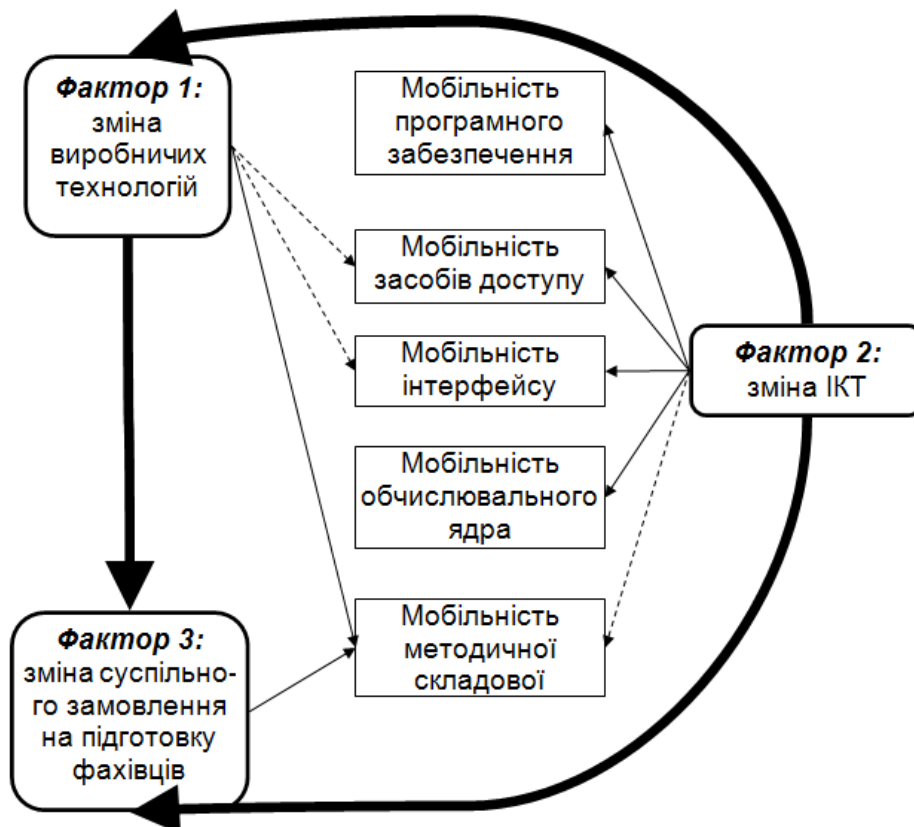 Фактор 1:
зміна
виробничих
технологій
Мобільність
програмного
забезпечення
Мобільність
засобів доступу
Мобільність
інтерфейсу
Фактор 2:
зміна ІКТ
Мобільність
обчислювального
ядра
Мобільність
методичної
складової
Фактор 3:
зміна суспільно-
го замовлення
на підготовку
фахівців